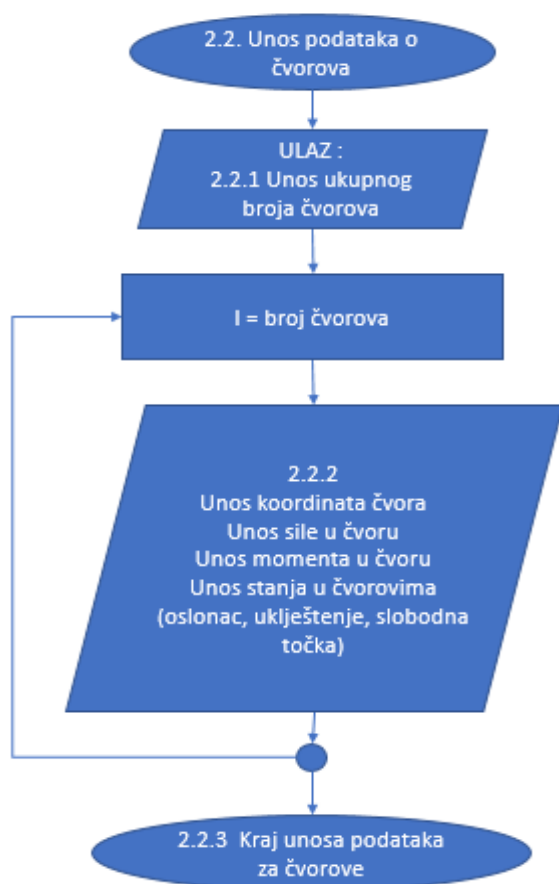 2.2. Unos podataka o
čvorova
ULAZ :
2.2.1 Unos ukupnog
broja čvorova
I = broj čvorova
2.2.2
Unos koordinata čvora
Unos sile u čvoru
Unos momenta u čvoru
Unos stanja u čvorovima
(oslonac, uklještenje, slobodna
točka)
2.2.3 Kraj unosa podataka
za čvorove